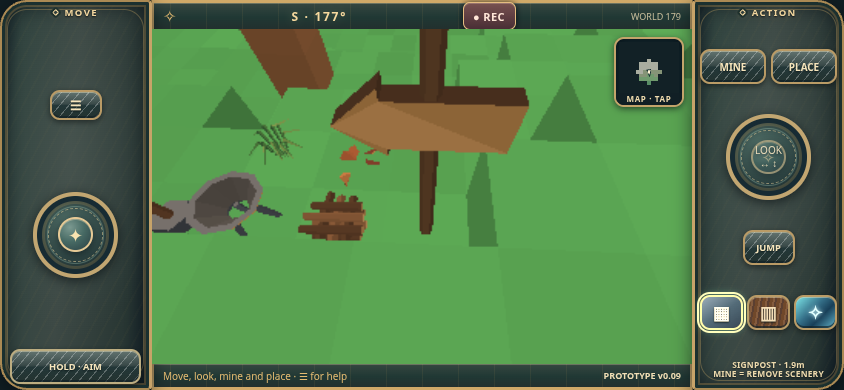 MOVE
S · 177°
● REC
WORLD 179
ACTION
MINE
PLACE
MAP · TAP
LOOK
JUMP
HOLD · AIM
Move, look, mine and place · ☰ for help
PROTOTYPE v0.09
SIGNPOST · 1.9m
MINE = REMOVE SCENERY